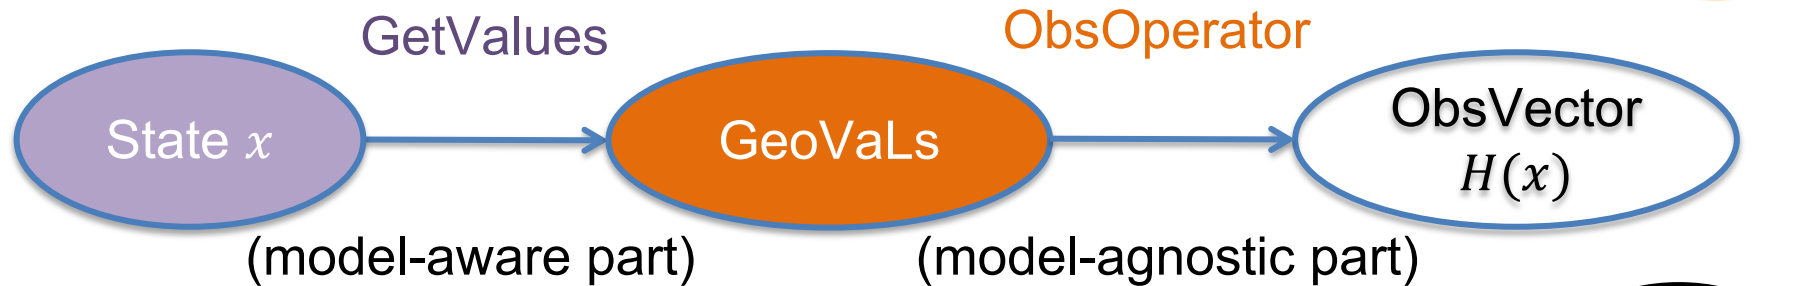 GetValues
ObsOperator
State x
GeoVaLs
ObsVector
H(x)
(model-aware part)
(model-agnostic part)